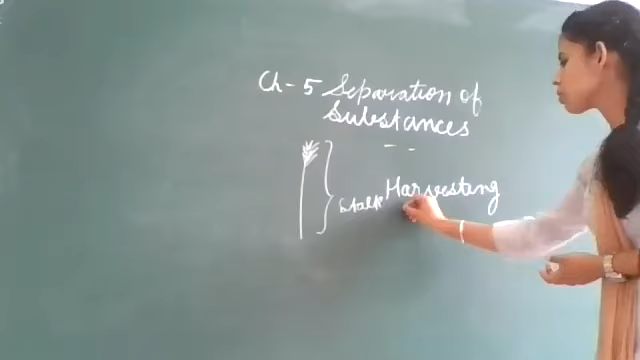 Ch - 5 Separation of
Substances
Harvesting
Stalk